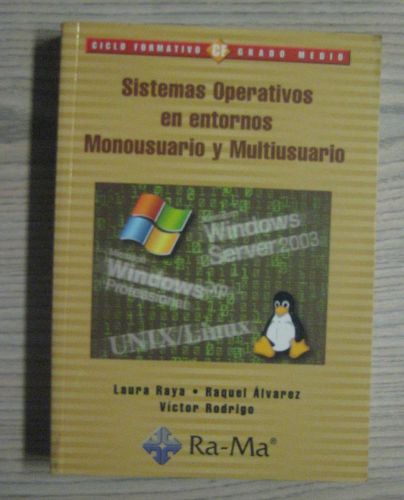 CICLO FORMATIVO CF GRADO MEDIO
Sistemas Operativos
en entornos
Monousuario y Multiusuario
Windows
Server 2003
Windows xp
Professional
UNIX/Linux
Laura Raya • Raquel Álvarez
Víctor Rodrigo
Ra-Ma®